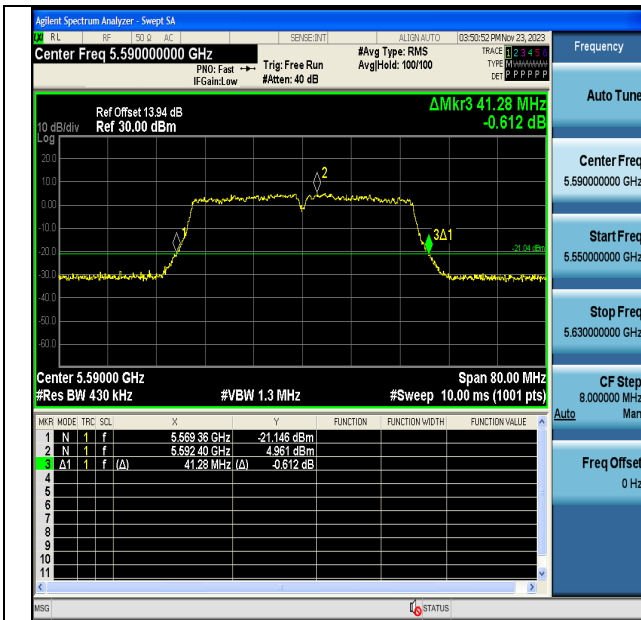 Agilent Spectrum Analyzer - Swept SA
RL RF 50 Ω AC SENSE:INT ALIGN AUTO 03:50:52 PM Nov 23, 2023
Center Freq 5.590000000 GHz
PNO: Fast
IFGain:Low
Trig: Free Run
#Atten: 40 dB
#Avg Type: RMS
Avg|Hold: 100/100
TRACE 1 2 3 4 5 6
TYPE M
DET P P P P P P
Ref Offset 13.94 dB
10 dB/div Ref 30.00 dBm
Log
ΔMkr3 41.28 MHz
-0.612 dB
20.0
10.0
0.00
-10.0
-20.0
-30.0
-40.0
-50.0
-60.0
1
2
3Δ1
-21.04 dBm
Center 5.59000 GHz Span 80.00 MHz
#Res BW 430 kHz #VBW 1.3 MHz #Sweep 10.00 ms (1001 pts)
MKR MODE TRC SCL X Y FUNCTION FUNCTION WIDTH FUNCTION VALUE
1 N 1 f 5.569 36 GHz -21.146 dBm
2 N 1 f 5.592 40 GHz 4.961 dBm
3 Δ1 1 f (Δ) 41.28 MHz (Δ) -0.612 dB
4
5
6
7
8
9
10
11
MSG STATUS
Frequency
Auto Tune
Center Freq
5.590000000 GHz
Start Freq
5.550000000 GHz
Stop Freq
5.630000000 GHz
CF Step
8.000000 MHz
Auto Man
Freq Offset
0 Hz